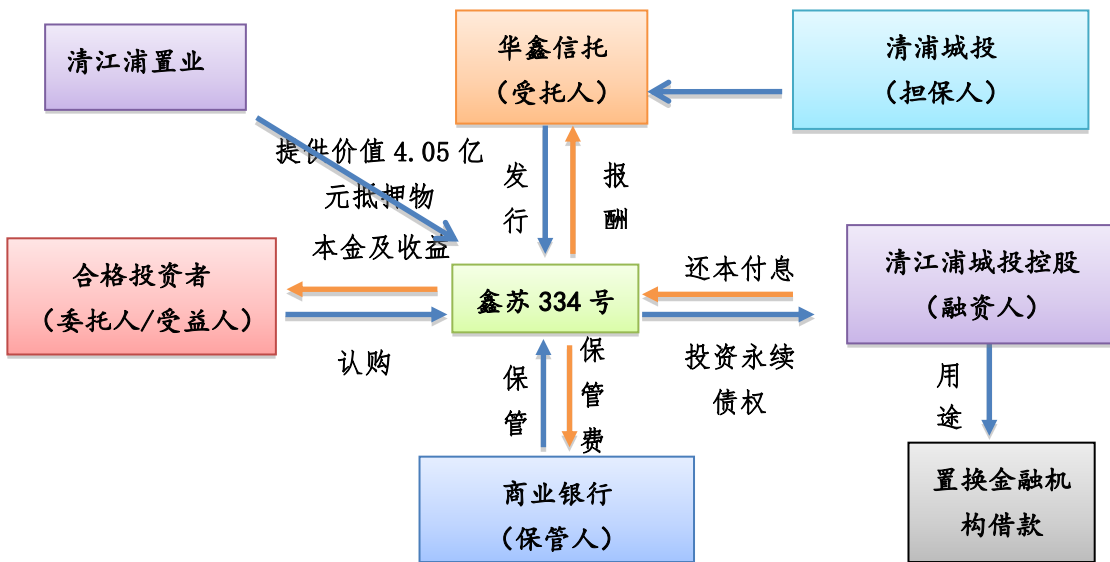 清江浦置业
华鑫信托
（受托人）
清浦城投
（担保人）
提供价值 4.05 亿
元抵押物
发
行
报
酬
本金及收益
合格投资者
（委托人/受益人）
认购
鑫苏 334 号
还本付息
投资永续
债权
清江浦城投控股
（融资人）
保
管
保
管
费
用
途
商业银行
（保管人）
置换金融机
构借款